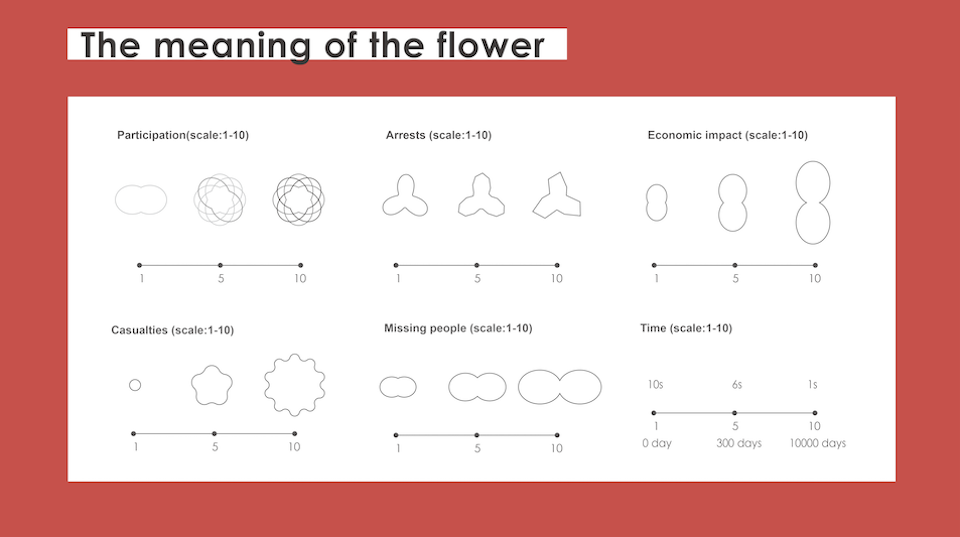 The meaning of the flower
Participation(scale:1-10)
1 5 10
Arrests (scale:1-10)
1 5 10
Economic impact (scale:1-10)
1 5 10
Casualties (scale:1-10)
1 5 10
Missing people (scale:1-10)
1 5 10
Time (scale:1-10)
10s 6s 1s
1 5 10
0 day 300 days 10000 days